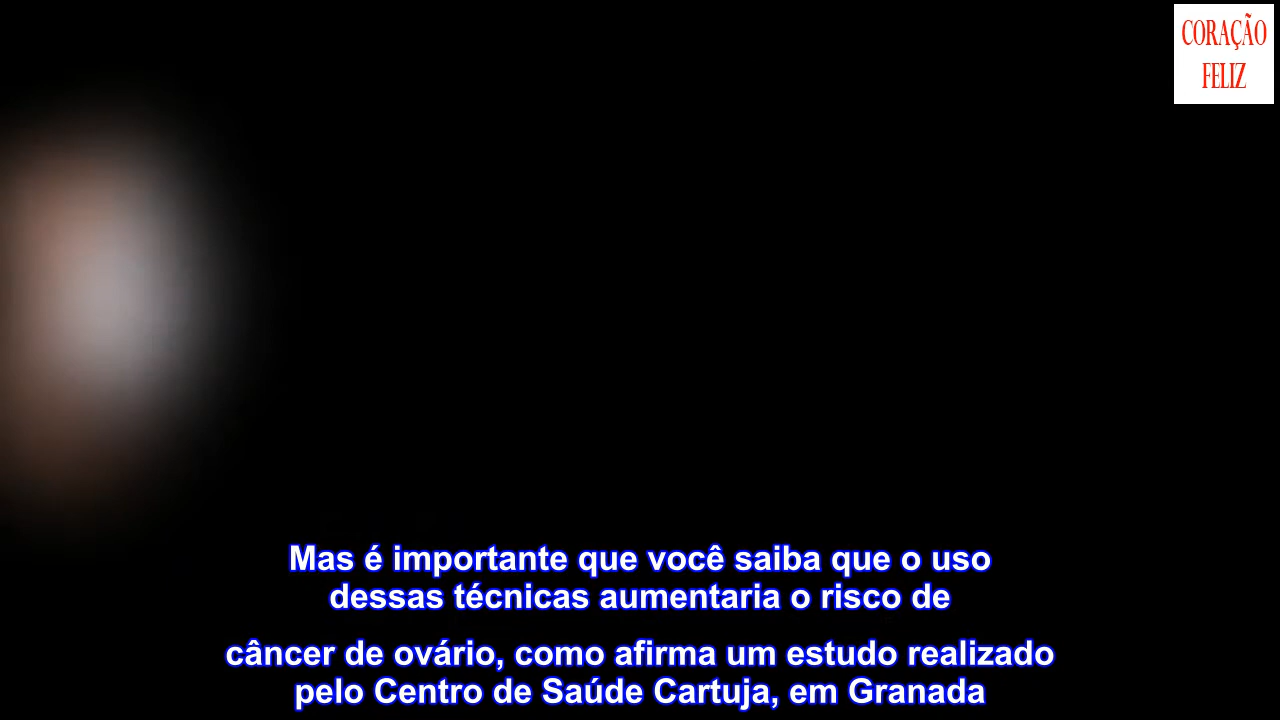 CORAÇÃO
FELIZ
Mas é importante que você saiba que o uso
dessas técnicas aumentaria o risco de
câncer de ovário, como afirma um estudo realizado
pelo Centro de Saúde Cartuja, em Granada